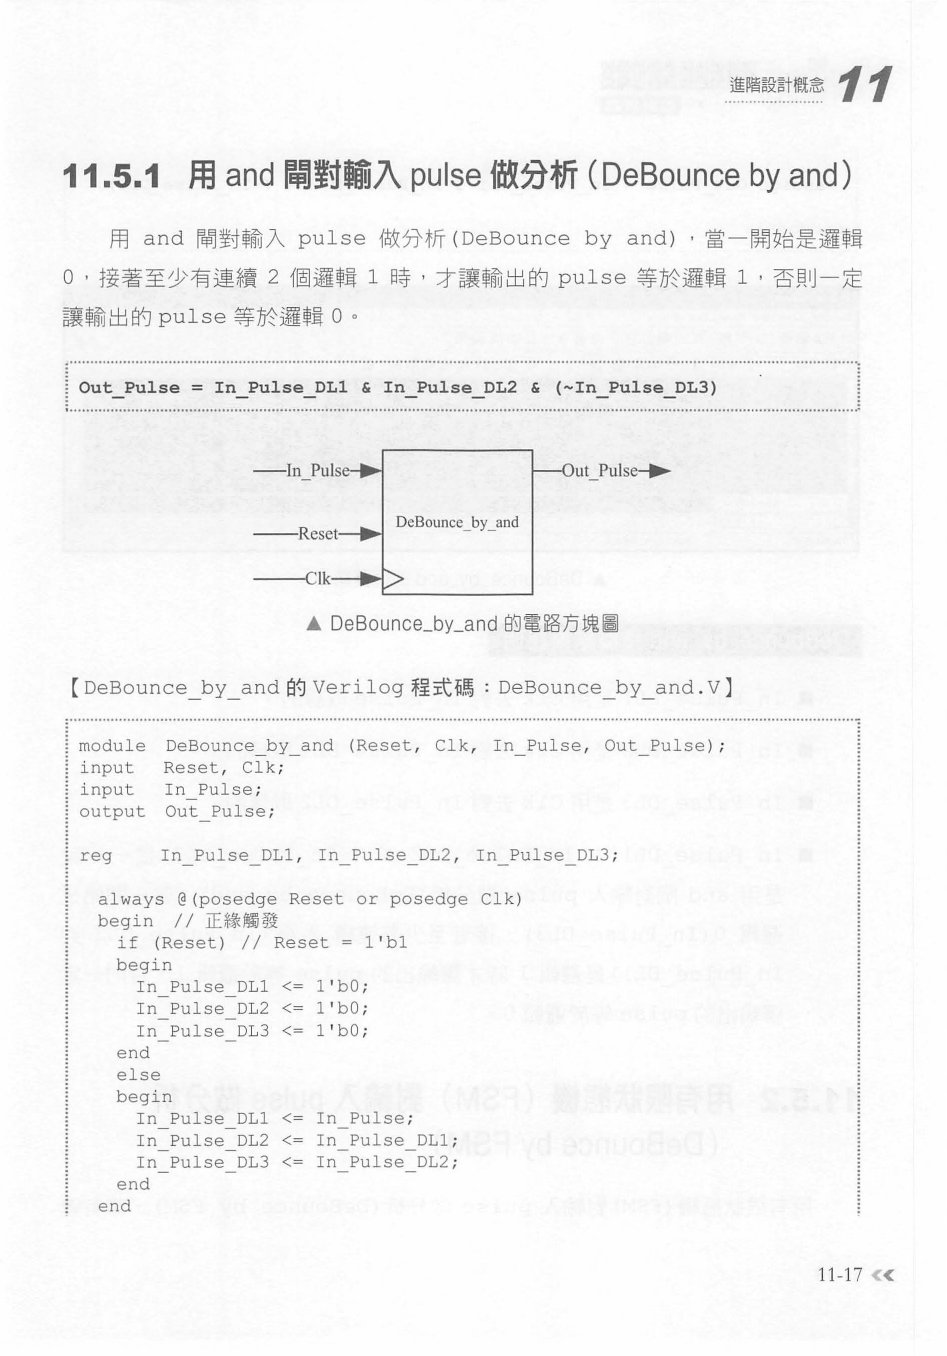 進階設計概念 11
11.5.1 用 and 閘對輸入 pulse 做分析（DeBounce by and）
用 and 閘對輸入 pulse 做分析(DeBounce by and)，當一開始是邏輯
0，接著至少有連續 2 個邏輯 1 時，才讓輸出的 pulse 等於邏輯 1，否則一定
讓輸出的 pulse 等於邏輯 0。
Out_Pulse = In_Pulse_DL1 & In_Pulse_DL2 & (~In_Pulse_DL3)
In_Pulse
Out_Pulse
DeBounce_by_and
Reset
Clk
▲ DeBounce_by_and 的電路方塊圖
【DeBounce_by_and 的 Verilog 程式碼：DeBounce_by_and.V】
module DeBounce_by_and (Reset, Clk, In_Pulse, Out_Pulse);
input Reset, Clk;
input In_Pulse;
output Out_Pulse;
reg In_Pulse_DL1, In_Pulse_DL2, In_Pulse_DL3;
always @(posedge Reset or posedge Clk)
begin // 正緣觸發
if (Reset) // Reset = 1'b1
begin
In_Pulse_DL1 <= 1'b0;
In_Pulse_DL2 <= 1'b0;
In_Pulse_DL3 <= 1'b0;
end
else
begin
In_Pulse_DL1 <= In_Pulse;
In_Pulse_DL2 <= In_Pulse_DL1;
In_Pulse_DL3 <= In_Pulse_DL2;
end
end
11-17